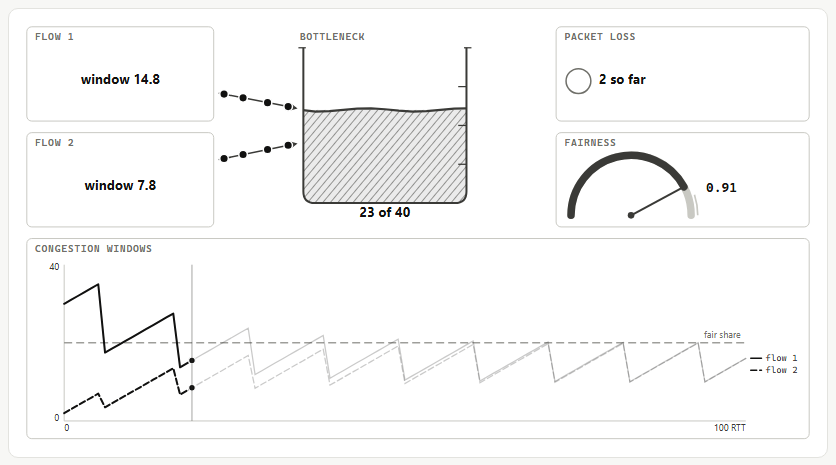 FLOW 1
window 14.8
FLOW 2
window 7.8
BOTTLENECK
23 of 40
PACKET LOSS
2 so far
FAIRNESS
0.91
CONGESTION WINDOWS
40
0
0
100 RTT
fair share
flow 1
flow 2